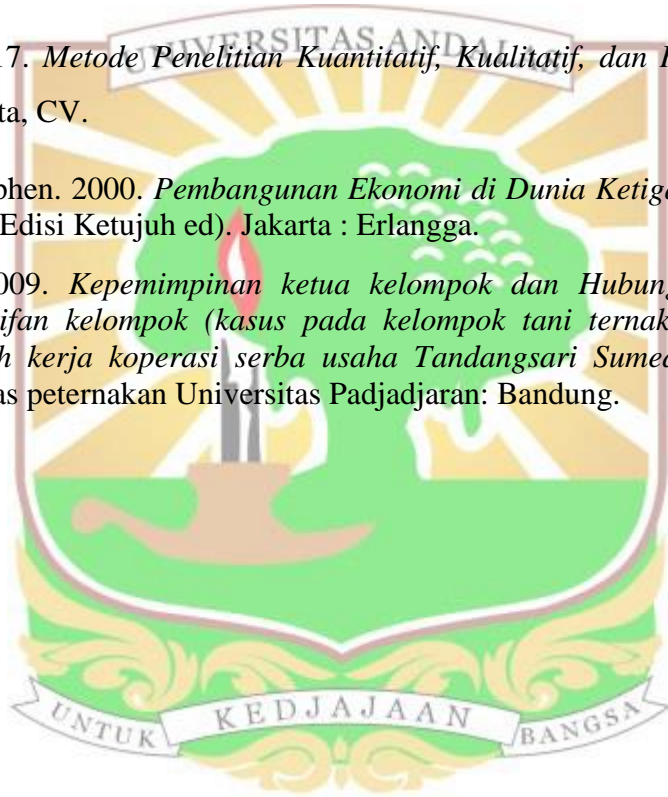 UNIVERSITAS ANDALAS
17. Metode Penelitian Kuantitatif, Kualitatif, dan
ta, CV.
phen. 2000. Pembangunan Ekonomi di Dunia Ketiga
Edisi Ketujuh ed). Jakarta : Erlangga.
2009. Kepemimpinan ketua kelompok dan Hubung
ifan kelompok (kasus pada kelompok tani ternak
h kerja koperasi serba usaha Tandangsari Sumed
as peternakan Universitas Padjadjaran: Bandung.
UNTUK KEDJAJAAN BANGSA